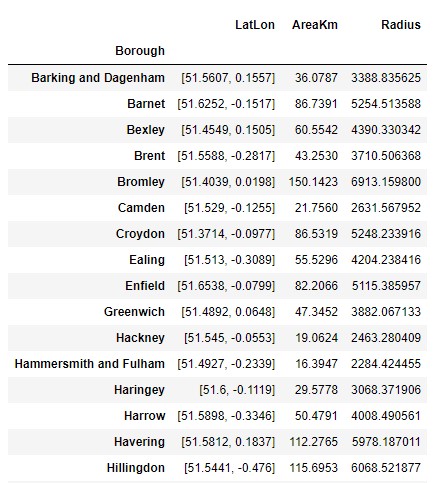 LatLon AreaKm Radius
Borough
Barking and Dagenham [51.5607, 0.1557] 36.0787 3388.835625
Barnet [51.6252, -0.1517] 86.7391 5254.513588
Bexley [51.4549, 0.1505] 60.5542 4390.330342
Brent [51.5588, -0.2817] 43.2530 3710.506368
Bromley [51.4039, 0.0198] 150.1423 6913.159800
Camden [51.529, -0.1255] 21.7560 2631.567952
Croydon [51.3714, -0.0977] 86.5319 5248.233916
Ealing [51.513, -0.3089] 55.5296 4204.238416
Enfield [51.6538, -0.0799] 82.2066 5115.385957
Greenwich [51.4892, 0.0648] 47.3452 3882.067133
Hackney [51.545, -0.0553] 19.0624 2463.280409
Hammersmith and Fulham [51.4927, -0.2339] 16.3947 2284.424455
Haringey [51.6, -0.1119] 29.5778 3068.371906
Harrow [51.5898, -0.3346] 50.4791 4008.490561
Havering [51.5812, 0.1837] 112.2765 5978.187011
Hillingdon [51.5441, -0.476] 115.6953 6068.521877